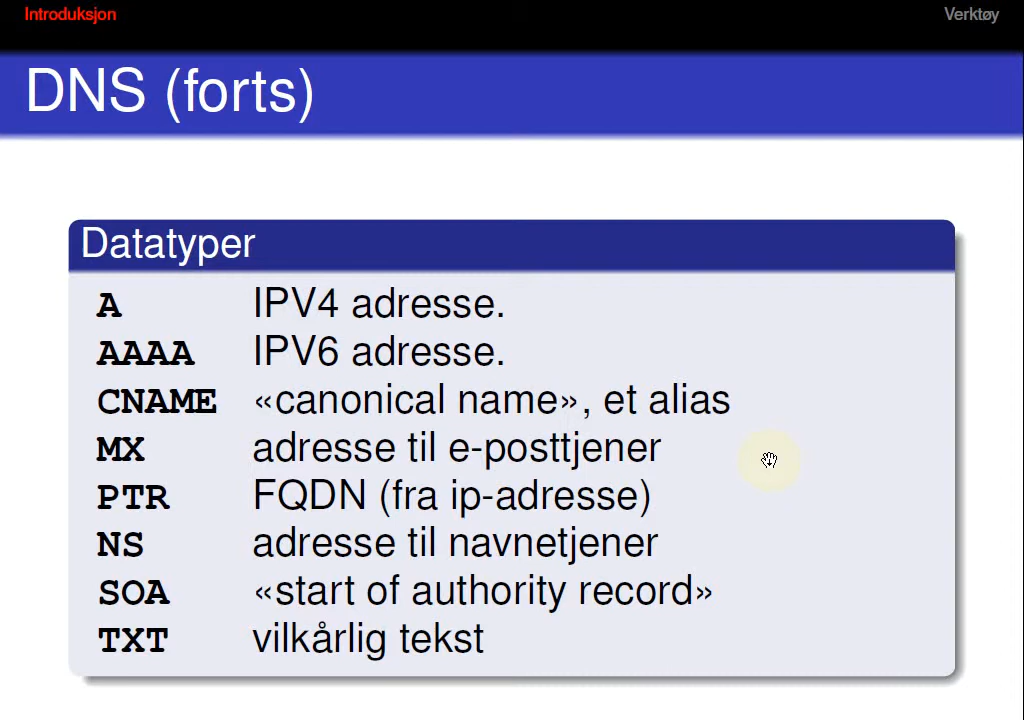 Introduksjon Verktøy
DNS (forts)
Datatyper
A IPV4 adresse.
AAAA IPV6 adresse.
CNAME «canonical name», et alias
MX adresse til e-posttjener
PTR FQDN (fra ip-adresse)
NS adresse til navnetjener
SOA «start of authority record»
TXT vilkårlig tekst